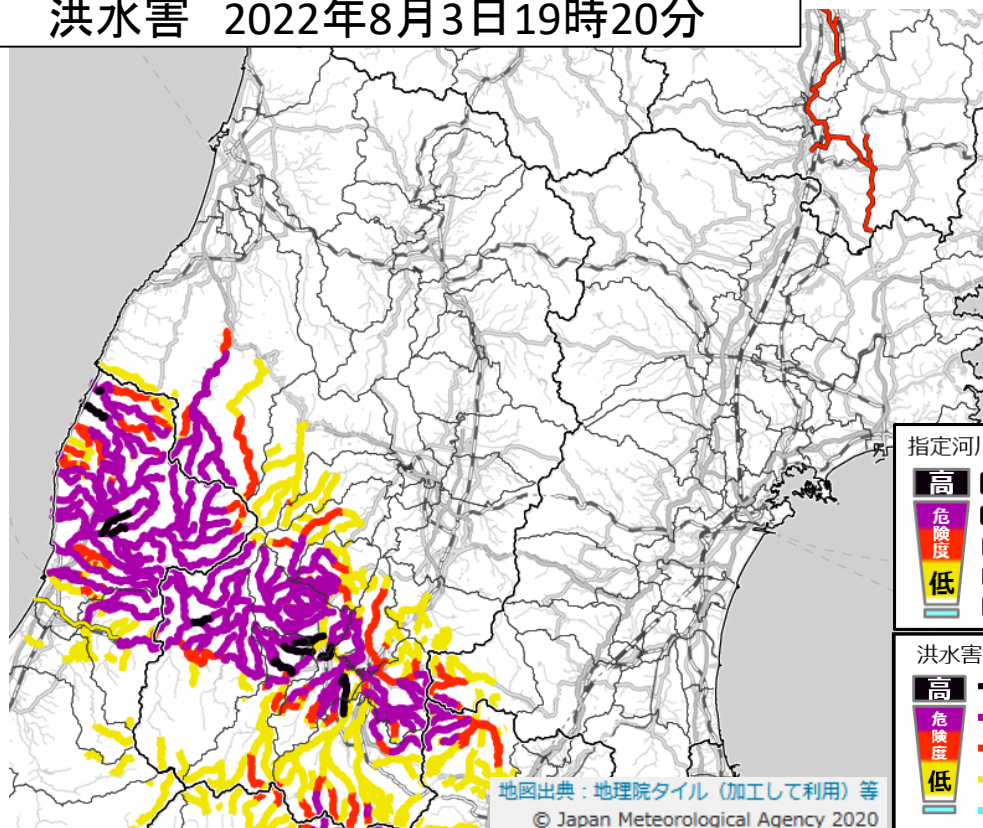 洪水害 2022年8月3日19時20分
指定河川
高
危険度
低
洪水害
高
危険度
低
地図出典：地理院タイル（加工して利用）等
© Japan Meteorological Agency 2020